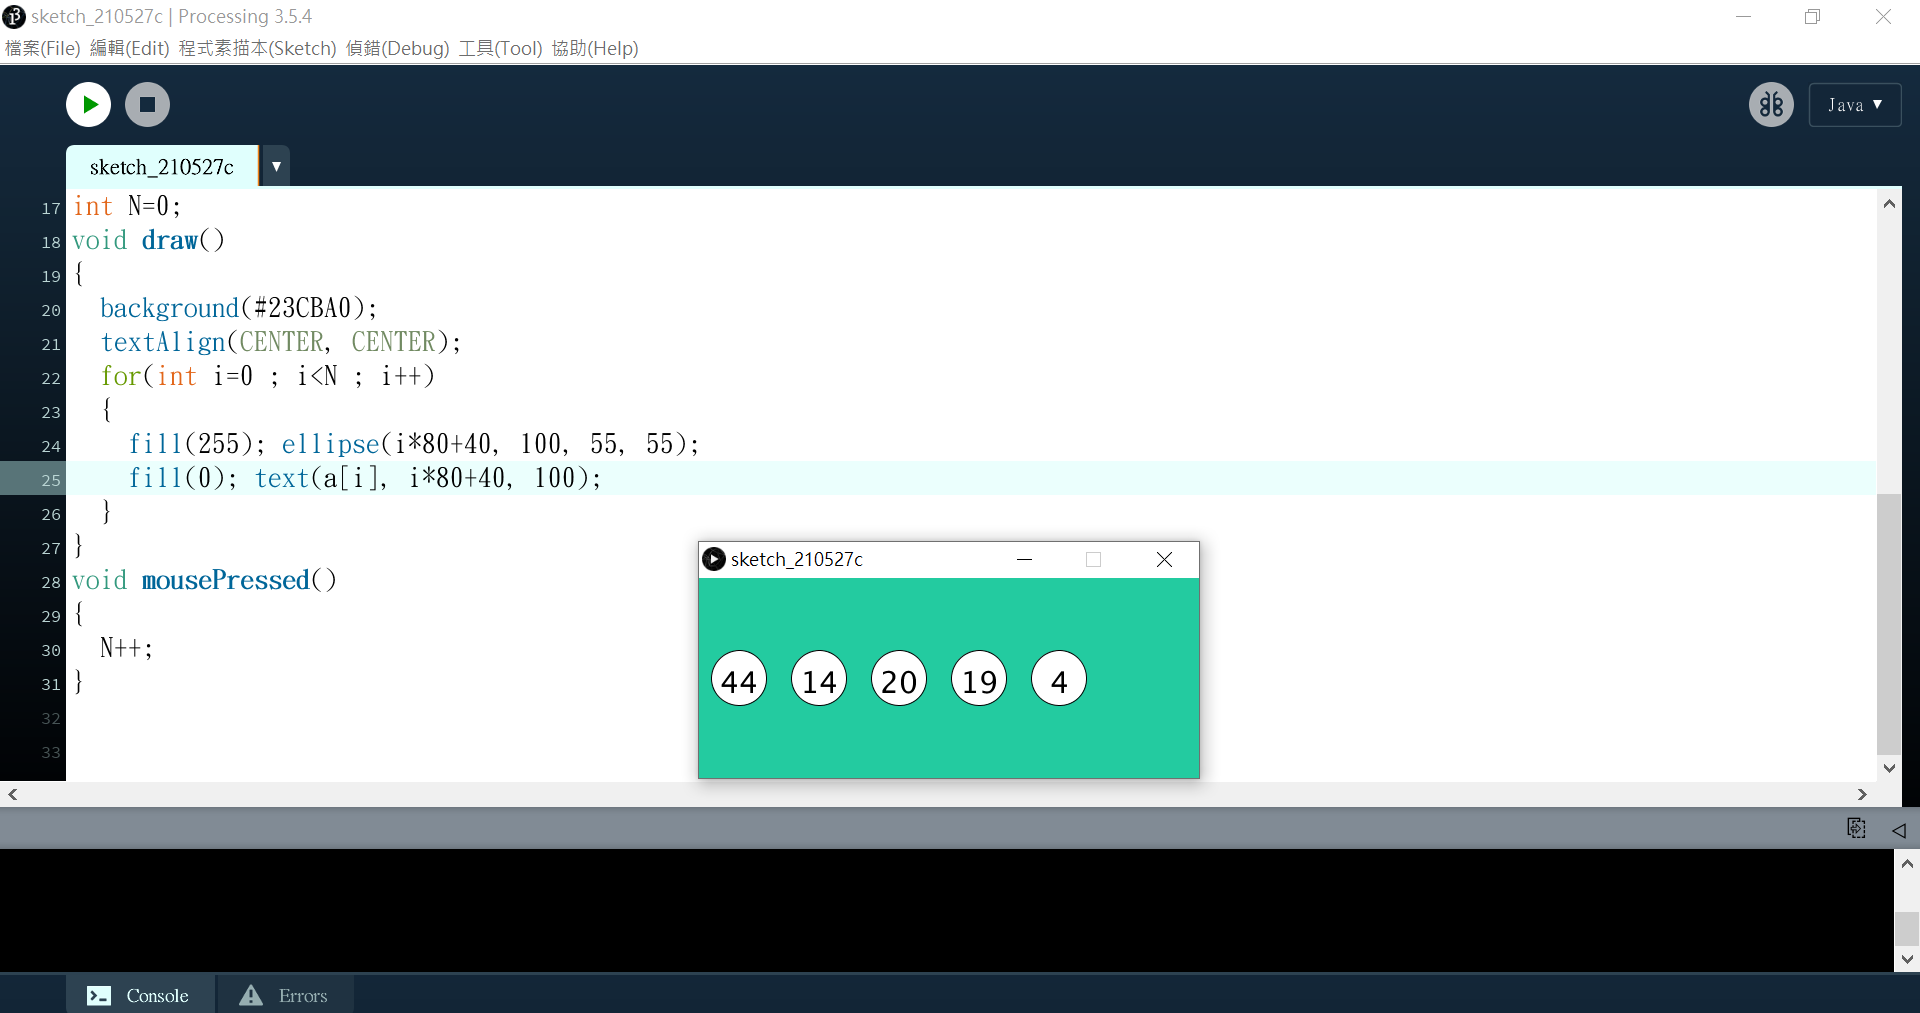 sketch_210527c | Processing 3.5.4
檔案(File) 編輯(Edit) 程式素描本(Sketch) 偵錯(Debug) 工具(Tool) 協助(Help)
Java ▼
sketch_210527c ▼
17 int N=0;
18 void draw()
19 {
20   background(#23CBA0);
21   textAlign(CENTER, CENTER);
22   for(int i=0 ; i<N ; i++)
23   {
24     fill(255); ellipse(i*80+40, 100, 55, 55);
25     fill(0); text(a[i], i*80+40, 100);
26   }
27 }
28 void mousePressed()
29 {
30   N++;
31 }
32
33
sketch_210527c
44 14 20 19 4
Console Errors